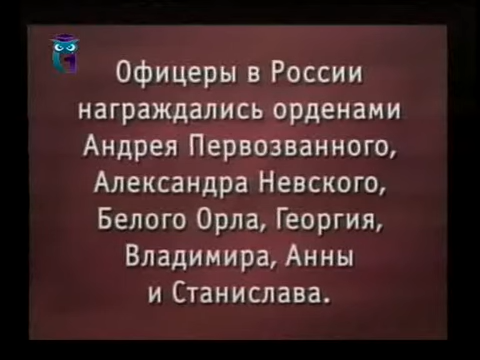 Офицеры в России
награждались орденами
Андрея Первозванного,
Александра Невского,
Белого Орла, Георгия,
Владимира, Анны
и Станислава.